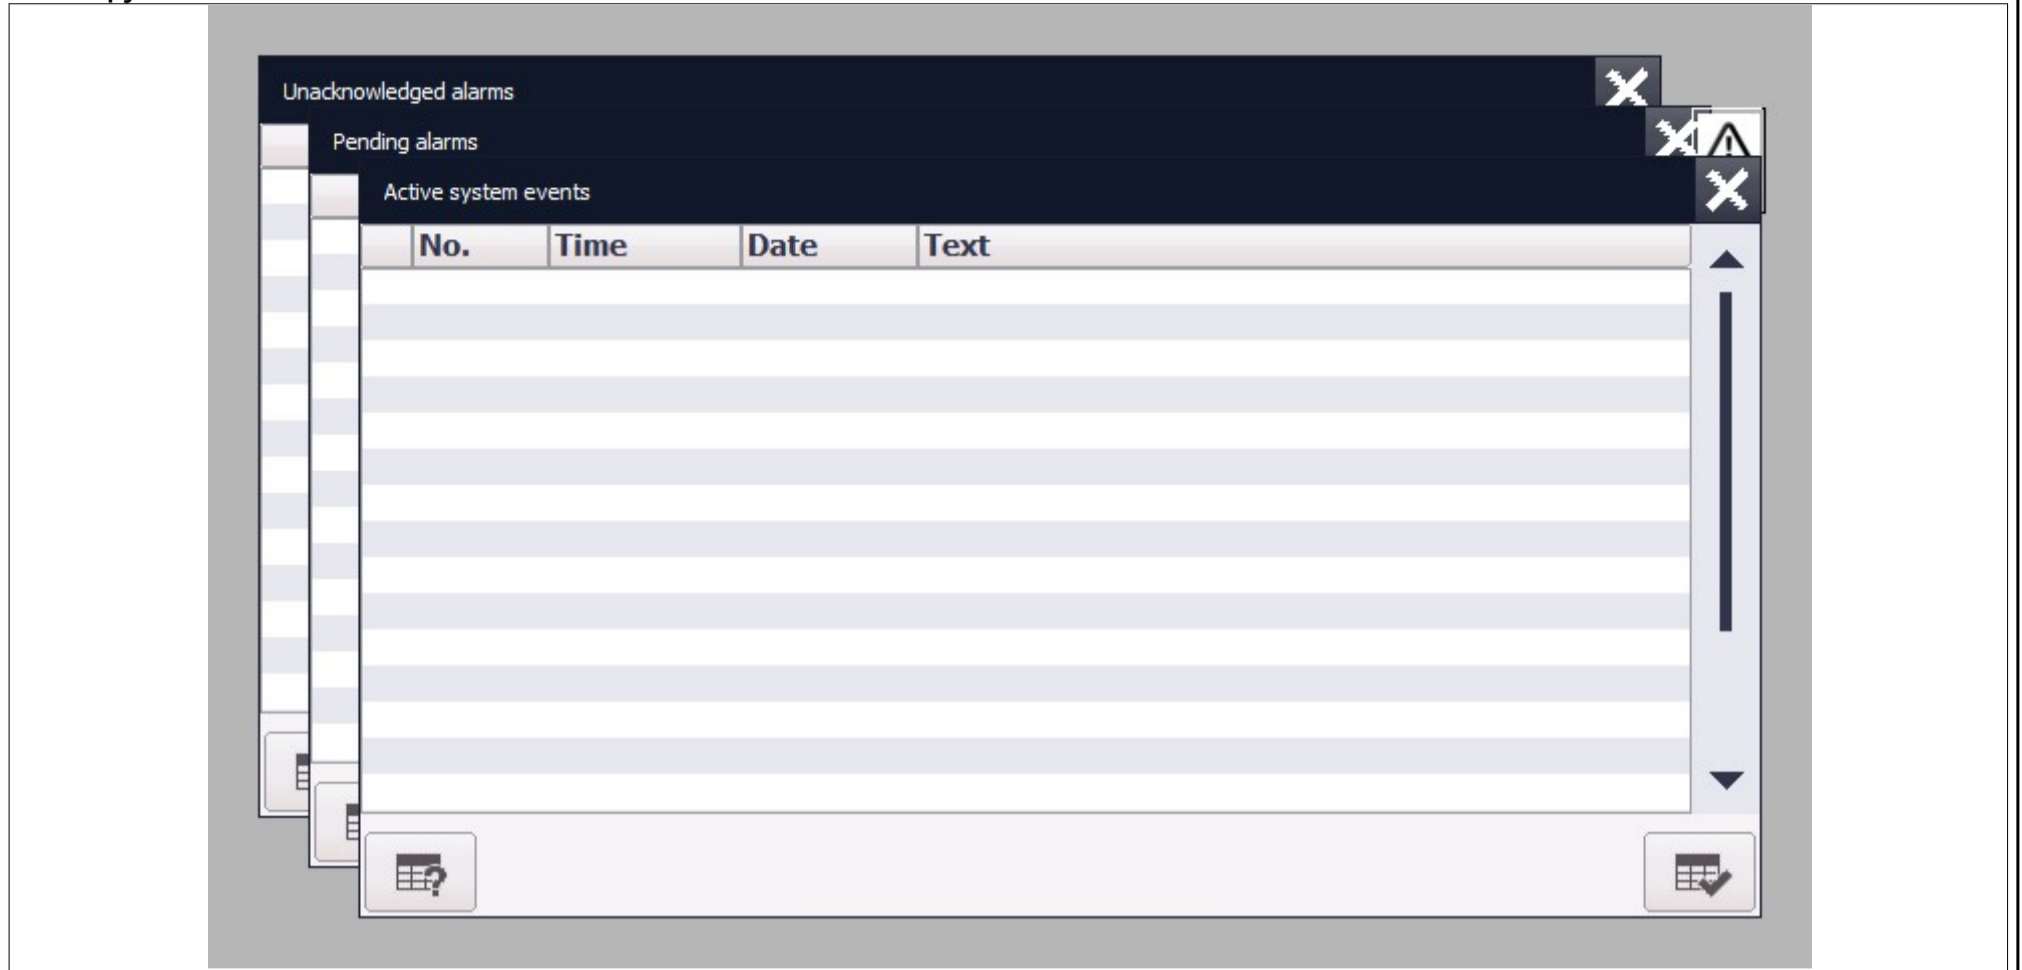 Unacknowledged alarms
Pending alarms
Active system events
No. Time Date Text